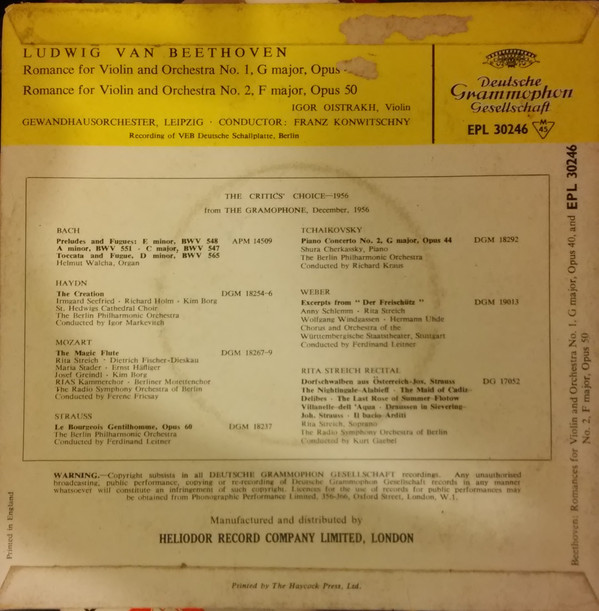 LUDWIG VAN BEETHOVEN
Romance for Violin and Orchestra No. 1, G major, Opus
Romance for Violin and Orchestra No. 2, F major, Opus 50
IGOR OISTRAKH, Violin
GEWANDHAUSORCHESTER, LEIPZIG · CONDUCTOR: FRANZ KONWITSCHNY
Recording of VEB Deutsche Schallplatte, Berlin
Deutsche
Grammophon
Gesellschaft
EPL 30246
M
45
THE CRITICS' CHOICE—1956
from THE GRAMOPHONE, December, 1956
BACH
Preludes and Fugues: E minor, BWV 548 APM 14509
A minor, BWV 551 · C major, BWV 547
Toccata and Fugue, D minor, BWV 565
Helmut Walcha, Organ
HAYDN
The Creation DGM 18254-6
Irmgard Seefried · Richard Holm · Kim Borg
St. Hedwigs Cathedral Choir
The Berlin Philharmonic Orchestra
Conducted by Igor Markevitch
MOZART
The Magic Flute DGM 18267-9
Rita Streich · Dietrich Fischer-Dieskau
Maria Stader · Ernst Häfliger
Josef Greindl · Kim Borg
RIAS Kammerchor · Berliner Motettenchor
The Radio Symphony Orchestra of Berlin
Conducted by Ferenc Fricsay
STRAUSS
Le Bourgeois Gentilhomme, Opus 60 DGM 18257
The Berlin Philharmonic Orchestra
Conducted by Ferdinand Leitner
TCHAIKOVSKY
Piano Concerto No. 2, G major, Opus 44 DGM 18292
Shura Cherkassky, Piano
The Berlin Philharmonic Orchestra
Conducted by Richard Kraus
WEBER
Excerpts from "Der Freischütz" DGM 19013
Anny Schlemm · Rita Streich
Wolfgang Windgassen · Hermann Uhde
Chorus and Orchestra of the
Württembergische Staatstheater, Stuttgart
Conducted by Ferdinand Leitner
RITA STREICH RECITAL
Dorfschwalben aus Österreich-Jos. Strauss DG 17052
The Nightingale-Alabieff · The Maid of Cadiz-
Delibes · The Last Rose of Summer-Flotow
Villanelle-dell 'Aqua · Draussen in Sievering-
Joh. Strauss · Il bacio Arditi
Rita Streich, Soprano
The Radio Symphony Orchestra of Berlin
Conducted by Kurt Gaebel
WARNING.—Copyright subsists in all DEUTSCHE GRAMMOPHON GESELLSCHAFT recordings. Any unauthorised
broadcasting, public performance, copying or re-recording of Deutsche Grammophon Gesellschaft records in any manner
whatsoever will constitute an infringement of such copyright. Licences for the use of records for public performances may
be obtained from Phonographic Performance Limited, 356-366, Oxford Street, London, W.1.
Manufactured and distributed by
HELIODOR RECORD COMPANY LIMITED, LONDON
Printed by The Haycock Press, Ltd.
Printed in England
Beethoven: Romances for Violin and Orchestra No. 1, G major, Opus 40, and
No. 2, F major, Opus 50
EPL 30246